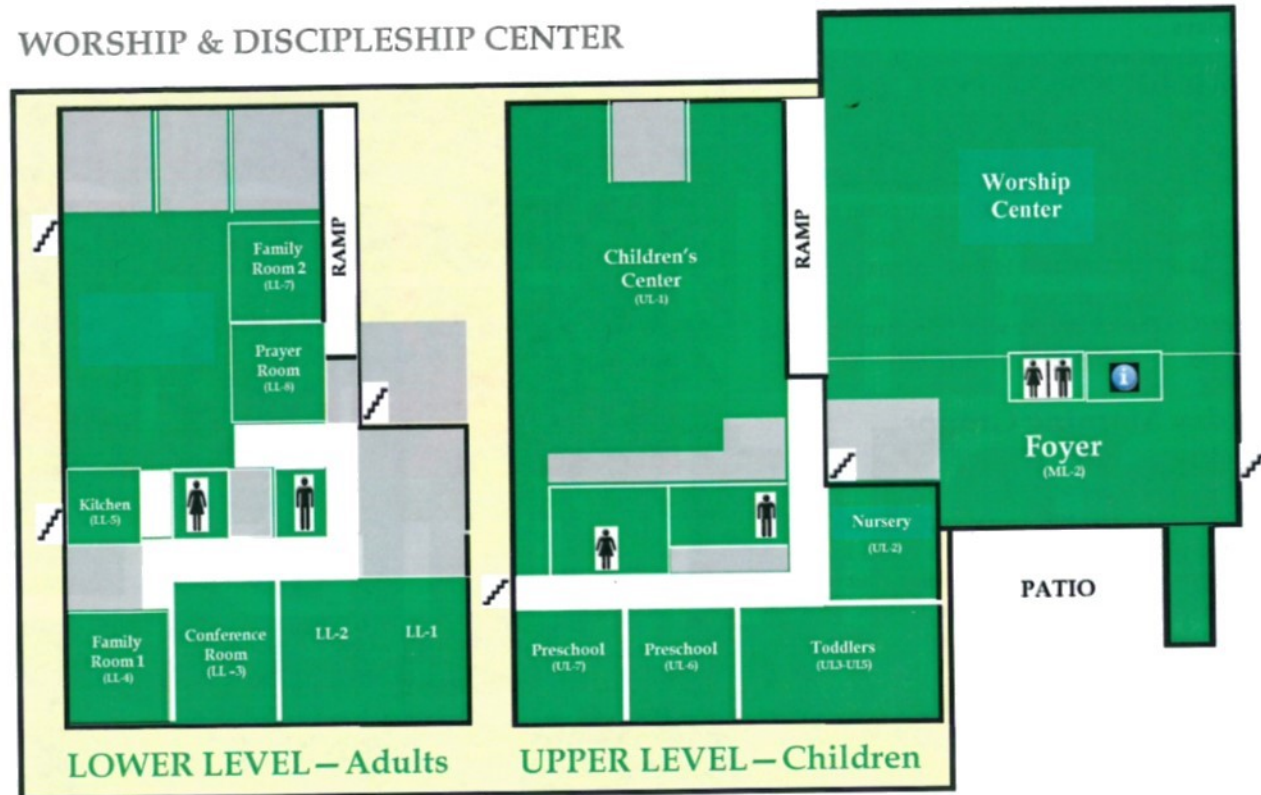 WORSHIP & DISCIPLESHIP CENTER
Family
Room 2
(LL-7)
RAMP
Prayer
Room
(LL-8)
Kitchen
(LL-5)
Family
Room 1
(LL-4)
Conference
Room
(LL-3)
LL-2
LL-1
LOWER LEVEL—Adults
Children's
Center
(UL-1)
RAMP
Nursery
(UL-2)
Preschool
(UL-7)
Preschool
(UL-6)
Toddlers
(UL3-UL5)
UPPER LEVEL—Children
Worship
Center
i
Foyer
(ML-2)
PATIO